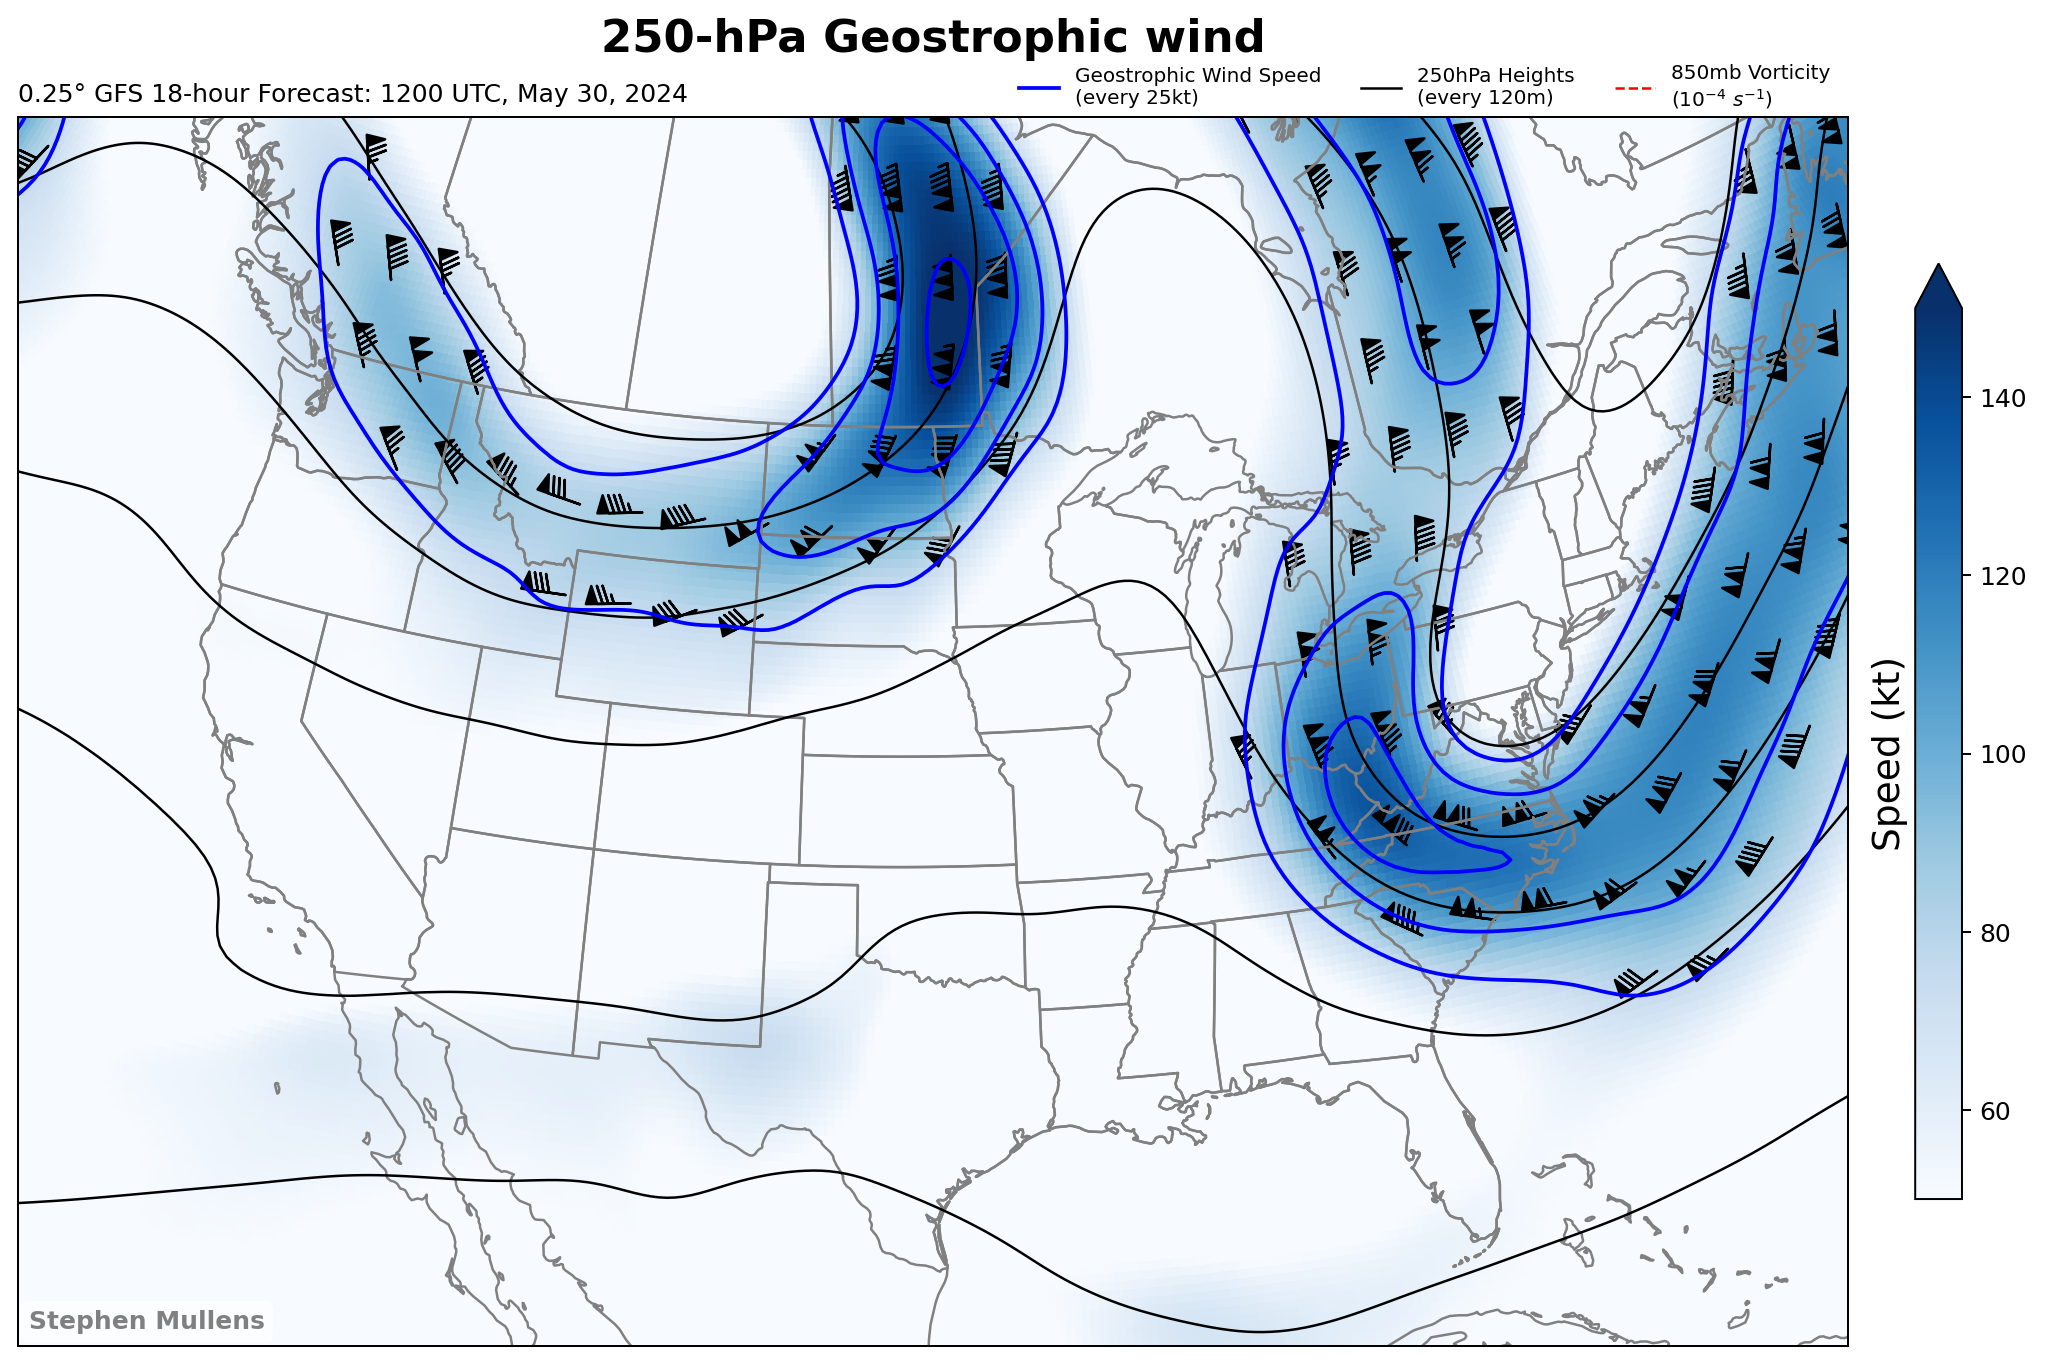 250-hPa Geostrophic wind
0.25° GFS 18-hour Forecast: 1200 UTC, May 30, 2024
Geostrophic Wind Speed
(every 25kt)
250hPa Heights
(every 120m)
850mb Vorticity
(10⁻⁴ s⁻¹)
140
120
100
80
60
Speed (kt)
Stephen Mullens